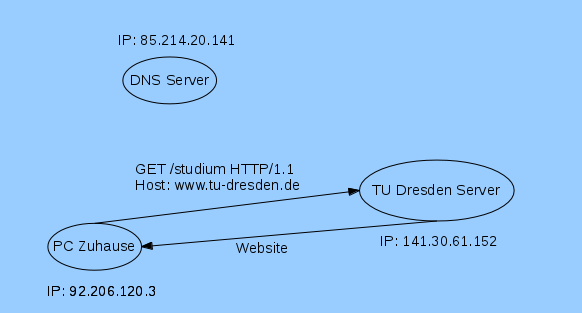 IP: 85.214.20.141
DNS Server
GET /studium HTTP/1.1
Host: www.tu-dresden.de
TU Dresden Server
PC Zuhause
Website
IP: 141.30.61.152
IP: 92.206.120.3